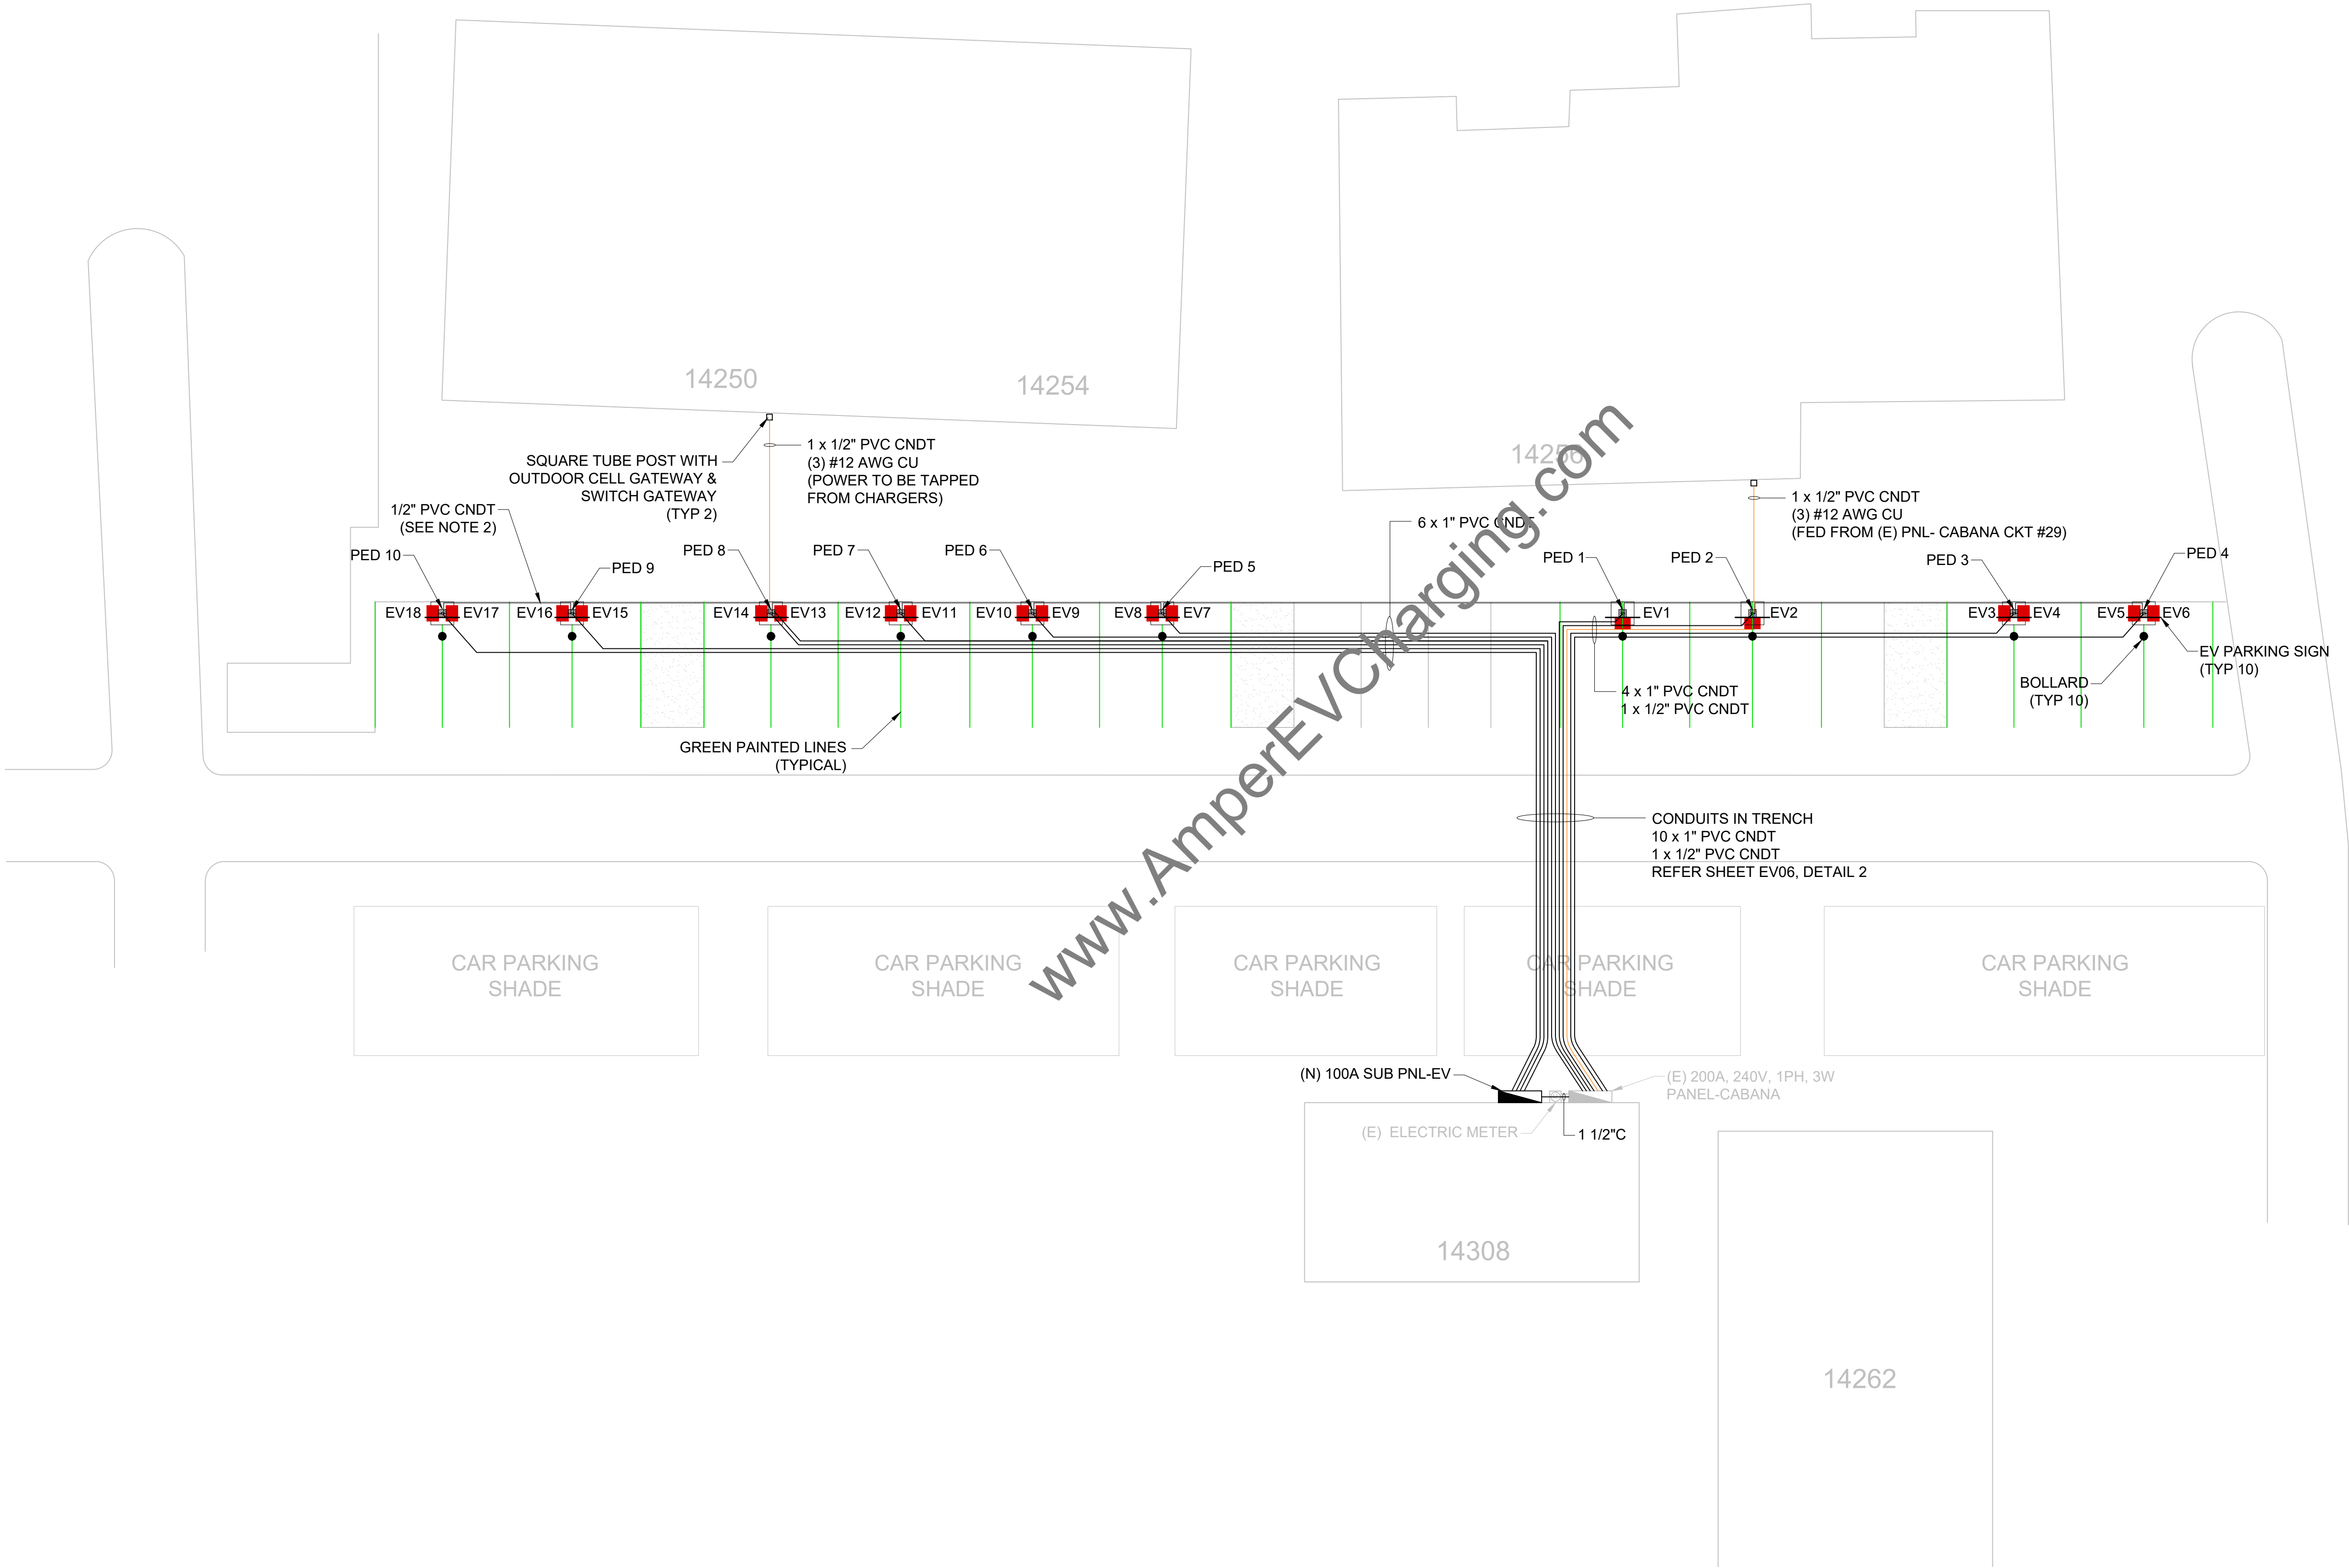 14250
14254
14256
SQUARE TUBE POST WITH
OUTDOOR CELL GATEWAY &
SWITCH GATEWAY
(TYP 2)
1 x 1/2" PVC CNDT
(3) #12 AWG CU
(POWER TO BE TAPPED
FROM CHARGERS)
1/2" PVC CNDT
(SEE NOTE 2)
6 x 1" PVC CNDT
1 x 1/2" PVC CNDT
(3) #12 AWG CU
(FED FROM (E) PNL- CABANA CKT #29)
PED 10
PED 9
PED 8
PED 7
PED 6
PED 5
PED 1
PED 2
PED 3
PED 4
EV18
EV17
EV16
EV15
EV14
EV13
EV12
EV11
EV10
EV9
EV8
EV7
EV1
EV2
EV3
EV4
EV5
EV6
EV PARKING SIGN
(TYP 10)
BOLLARD
(TYP 10)
4 x 1" PVC CNDT
1 x 1/2" PVC CNDT
GREEN PAINTED LINES
(TYPICAL)
www.AmperEVCharging.com
CONDUITS IN TRENCH
10 x 1" PVC CNDT
1 x 1/2" PVC CNDT
REFER SHEET EV06, DETAIL 2
CAR PARKING
SHADE
CAR PARKING
SHADE
CAR PARKING
SHADE
CAR PARKING
SHADE
CAR PARKING
SHADE
(N) 100A SUB PNL-EV
(E) 200A, 240V, 1PH, 3W
PANEL-CABANA
(E) ELECTRIC METER
1 1/2"C
14308
14262